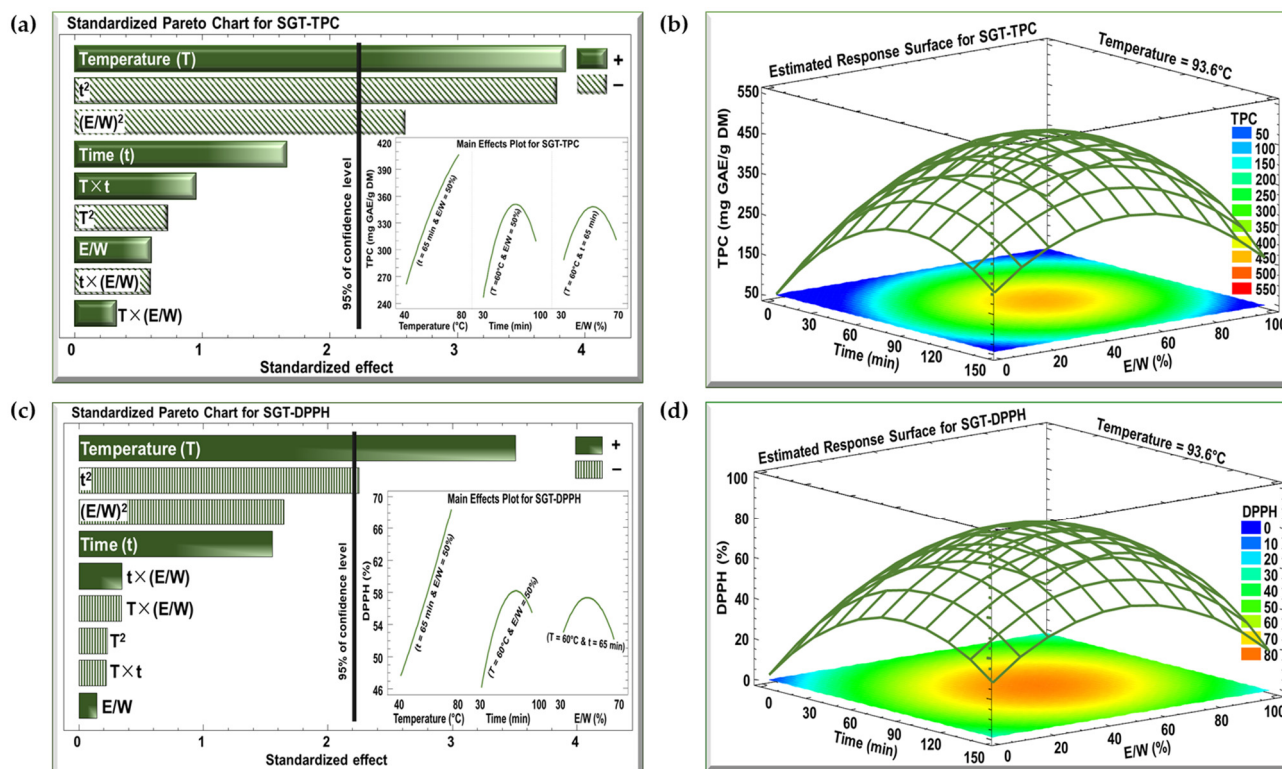 (a)
Standardized Pareto Chart for SGT-TPC
Temperature (T)
t²
(E/W)²
Time (t)
T×t
T²
E/W
t×(E/W)
T×(E/W)
+
−
95% of confidence level
0 1 2 3 4
Standardized effect
Main Effects Plot for SGT-TPC
TPC (mg GAE/g DM)
420
390
360
330
300
270
240
(t = 65 min & E/W = 50%)
(T =60°C & E/W = 50%)
(T = 60°C & t = 65 min)
40 80 30 100 30 70
Temperature (°C) Time (min) E/W (%)
(b)
Estimated Response Surface for SGT-TPC
Temperature = 93.6°C
TPC (mg GAE/g DM)
550
450
350
250
150
50
0 30 60 90 120 150
Time (min)
0 20 40 60 80 100
E/W (%)
TPC
50
100
150
200
250
300
350
400
450
500
550
(c)
Standardized Pareto Chart for SGT-DPPH
Temperature (T)
t²
(E/W)²
Time (t)
t×(E/W)
T×(E/W)
T²
T×t
E/W
+
−
95% of confidence level
0 1 2 3 4
Standardized effect
Main Effects Plot for SGT-DPPH
DPPH (%)
70
66
62
58
54
50
46
(t = 65 min & E/W = 50%)
(T = 60°C & E/W = 50%)
(T = 60°C & t = 65 min)
40 80 30 100 30 70
Temperature (°C) Time (min) E/W (%)
(d)
Estimated Response Surface for SGT-DPPH
Temperature = 93.6°C
DPPH (%)
100
80
60
40
20
0
0 30 60 90 120 150
Time (min)
0 20 40 60 80 100
E/W (%)
DPPH
0
10
20
30
40
50
60
70
80